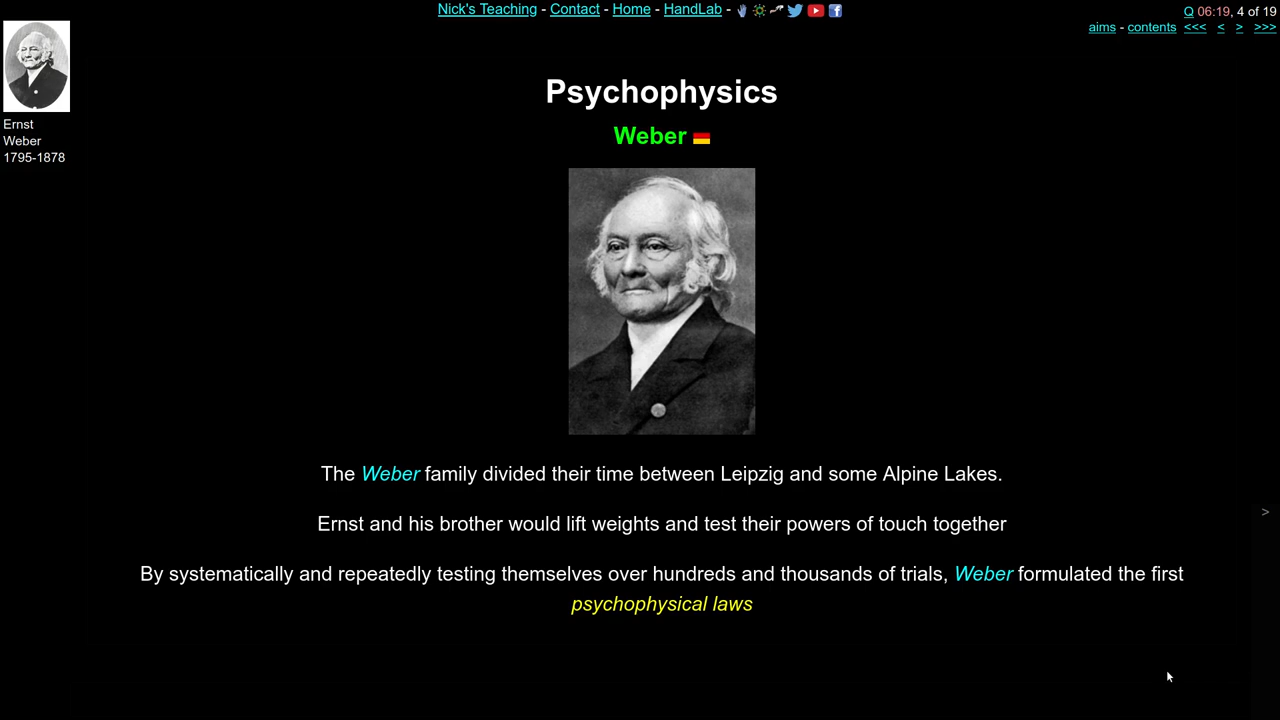 Nick's Teaching - Contact - Home - HandLab -
Q 06:19, 4 of 19
aims - contents <<< < > >>>
Ernst
Weber
1795-1878
Psychophysics
Weber
The Weber family divided their time between Leipzig and some Alpine Lakes.
Ernst and his brother would lift weights and test their powers of touch together
>
By systematically and repeatedly testing themselves over hundreds and thousands of trials, Weber formulated the first
psychophysical laws